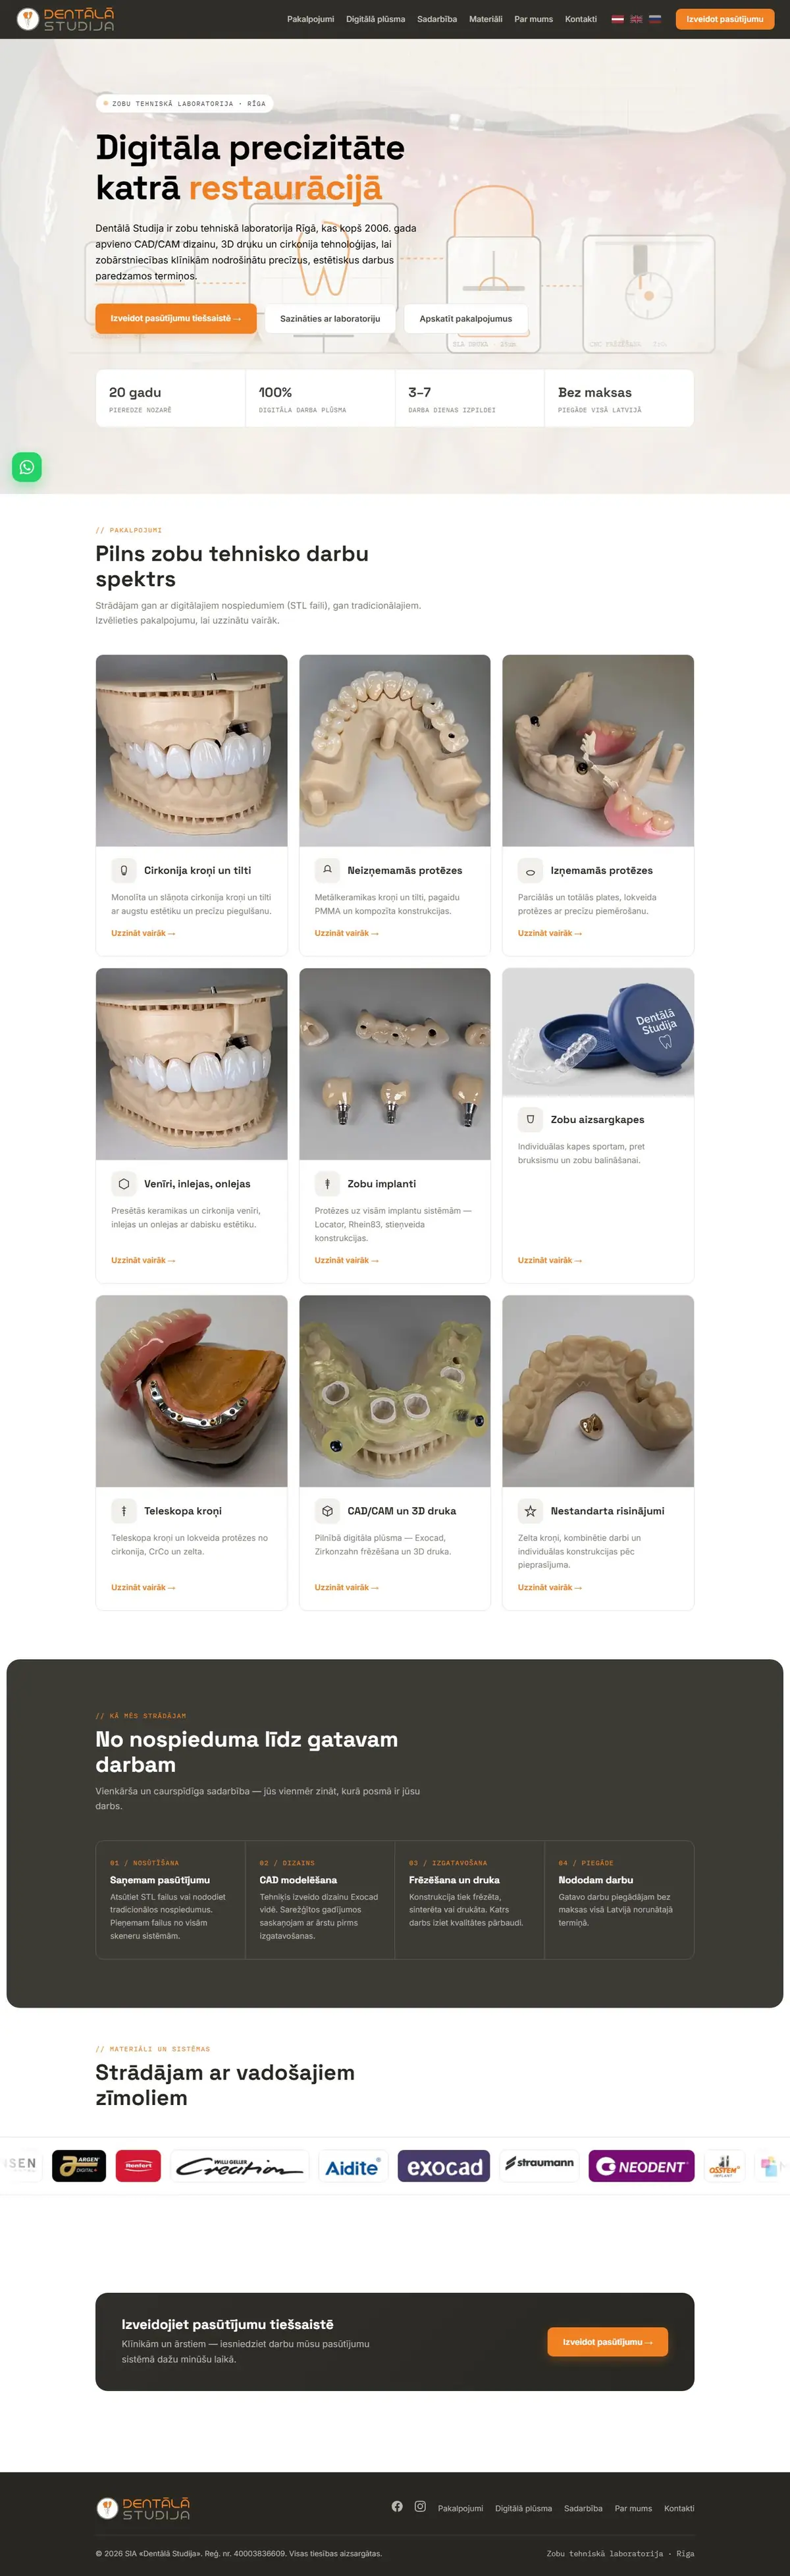 DENTĀLĀ
STUDIJA
Pakalpojumi Digitālā plūsma Sadarbība Materiāli Par mums Kontakti Izveidot pasūtījumu
ZOBU TEHNISKĀ LABORATORIJA · RĪGA
Digitāla precizitāte
katrā restaurācijā
Dentālā Studija ir zobu tehniskā laboratorija Rīgā, kas kopš 2006. gada
apvieno CAD/CAM dizainu, 3D druku un cirkonija tehnoloģijas, lai
zobārstniecības klīnikām nodrošinātu precīzus, estētiskus darbus
paredzamos termiņos.
Izveidot pasūtījumu tiešsaistē →
Sazināties ar laboratoriju
Apskatīt pakalpojumus
20 gadu
PIEREDZE NOZARĒ
100%
DIGITĀLA DARBA PLŪSMA
3–7
DARBA DIENAS IZPILDEI
Bez maksas
PIEGĀDE VISĀ LATVIJĀ
// PAKALPOJUMI
Pilns zobu tehnisko darbu
spektrs
Strādājam gan ar digitālajiem nospiedumiem (STL faili), gan tradicionālajiem.
Izvēlieties pakalpojumu, lai uzzinātu vairāk.
Cirkonija kroņi un tilti
Monolīta un slāņota cirkonija kroņi un tilti
ar augstu estētiku un precīzu piegulšanu.
Uzzināt vairāk →
Neizņemamās protēzes
Metālkeramikas kroņi un tilti, pagaidu
PMMA un kompozīta konstrukcijas.
Uzzināt vairāk →
Izņemamās protēzes
Parciālās un totālās plates, lokveida
protēzes ar precīzu piemērošanu.
Uzzināt vairāk →
Venīri, inlejas, onlejas
Presētās keramikas un cirkonija venīri,
inlejas un onlejas ar dabisku estētiku.
Uzzināt vairāk →
Zobu implanti
Protēzes uz visām implantu sistēmām —
Locator, Rhein83, stieņveida
konstrukcijas.
Uzzināt vairāk →
Dentālā
Studija
Zobu aizsargkapes
Individuālas kapes sportam, pret
bruksismu un zobu balināšanai.
Uzzināt vairāk →
Teleskopa kroņi
Teleskopa kroņi un lokveida protēzes no
cirkonija, CrCo un zelta.
Uzzināt vairāk →
CAD/CAM un 3D druka
Pilnībā digitāla plūsma — Exocad,
Zirkonzahn frēzēšana un 3D druka.
Uzzināt vairāk →
Nestandarta risinājumi
Zelta kroņi, kombinētie darbi un
individuālas konstrukcijas pēc
pieprasījuma.
Uzzināt vairāk →
// KĀ MĒS STRĀDĀJAM
No nospieduma līdz gatavam
darbam
Vienkārša un caurspīdīga sadarbība — jūs vienmēr zināt, kurā posmā ir jūsu
darbs.
01 / NOSŪTĪŠANA
Saņemam pasūtījumu
Atsūtiet STL failus vai nododiet
tradicionālos nospiedumus.
Pieņemam failus no visām
skeneru sistēmām.
02 / DIZAINS
CAD modelēšana
Tehniķis izveido dizainu Exocad
vidē. Sarežģītos gadījumos
saskaņojam ar ārstu pirms
izgatavošanas.
03 / IZGATAVOŠANA
Frēzēšana un druka
Konstrukcija tiek frēzēta,
sinterēta vai drukāta. Katrs
darbs iziet kvalitātes pārbaudi.
04 / PIEGĀDE
Nododam darbu
Gatavo darbu piegādājam bez
maksas visā Latvijā norunātajā
termiņā.
// MATERIĀLI UN SISTĒMAS
Strādājam ar vadošajiem
zīmoliem
SEN
ARGEN
DIGITAL
Renfert
WILLI GELLER
Creation
Aidite
exocad
straumann
NEODENT
OSSTEM
IMPLANT
Izveidojiet pasūtījumu tiešsaistē
Klīnikām un ārstiem — iesniedziet darbu mūsu pasūtījumu
sistēmā dažu minūšu laikā.
Izveidot pasūtījumu →
DENTĀLĀ
STUDIJA
Pakalpojumi Digitālā plūsma Sadarbība Par mums Kontakti
© 2026 SIA «Dentālā Studija». Reģ. nr. 40003836609. Visas tiesības aizsargātas.
Zobu tehniskā laboratorija · Rīga